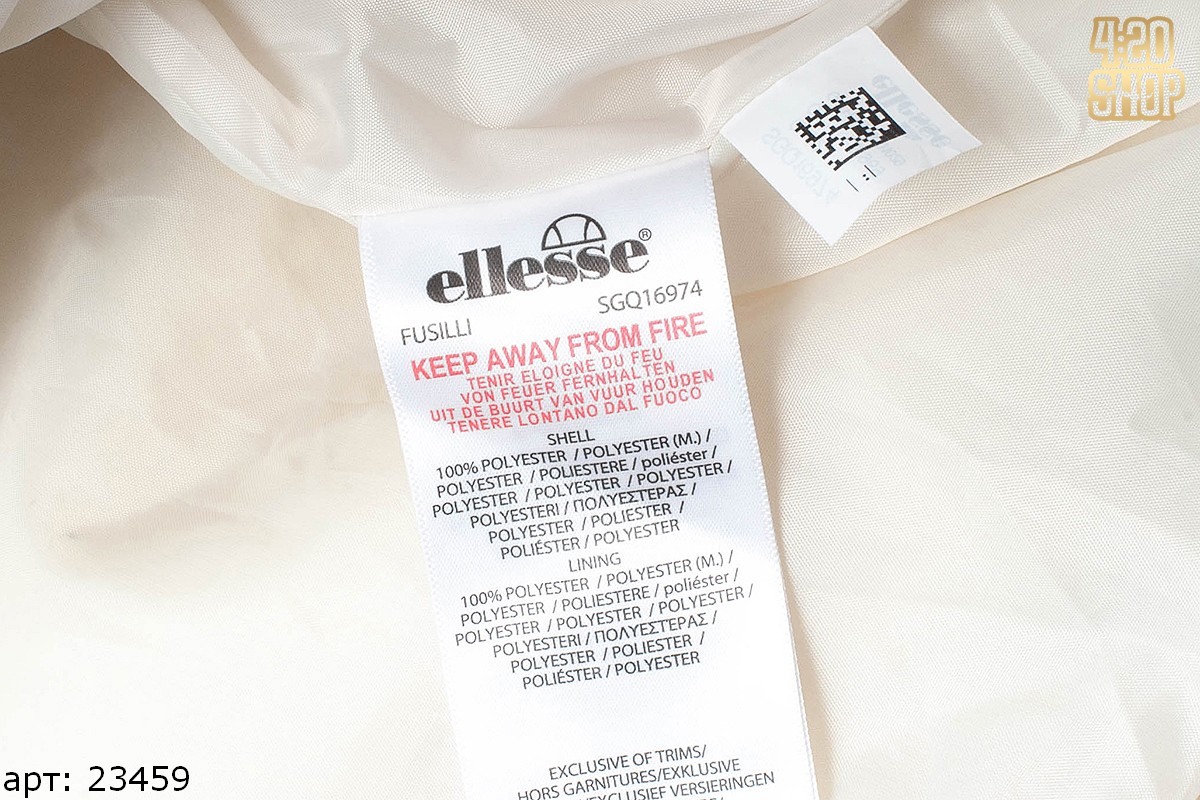 4:20
SHOP
ellesse®
FUSILLI SGQ16974
KEEP AWAY FROM FIRE
TENIR ELOIGNE DU FEU
VON FEUER FERNHALTEN
UIT DE BUURT VAN VUUR HOUDEN
TENERE LONTANO DAL FUOCO
SHELL
100% POLYESTER / POLYESTER (M.) /
POLYESTER / POLIESTERE / poliéster /
POLYESTER / POLYESTER / POLYESTER /
POLYESTERI / ΠΟΛΥΕΣΤΕΡΑΣ /
POLYESTER / POLIESTER /
POLIÉSTER / POLYESTER
LINING
100% POLYESTER / POLYESTER (M.) /
POLYESTER / POLIESTERE / poliéster /
POLYESTER / POLYESTER / POLYESTER /
POLYESTERI / ΠΟΛΥΕΣΤΕΡΑΣ /
POLYESTER / POLIESTER /
POLIÉSTER / POLYESTER
EXCLUSIVE OF TRIMS/
HORS GARNITURES/EXKLUSIVE
/EXCLUSIEF VERSIERINGEN
арт: 23459